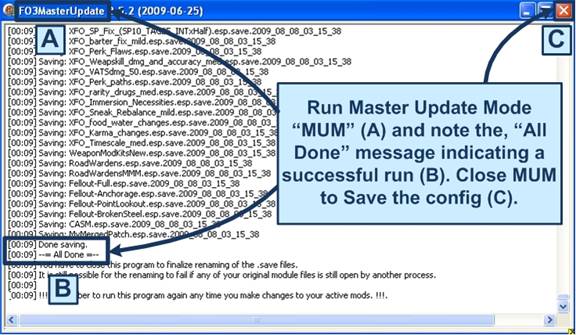 FO3MasterUpdate 5.2 (2009-06-25)
A
C
[00:09] Saving: XFO_SP_Fix_(SP10_TAG25_INTxHalf).esp.save.2009_08_08_03_15_38
[00:09] Saving: XFO_barter_fix_mild.esp.save.2009_08_08_03_15_38
[00:09] Saving: XFO_Perk_Flaws.esp.save.2009_08_08_03_15_38
[00:09] Saving: XFO_Weapskill_dmg_and_accuracy_med.esp.save.2009_08_08_03_15_38
[00:09] Saving: XFO_VATSdmg_50.esp.save.2009_08_08_03_15_38
[00:09] Saving: XFO_Perk_paths.esp.save.2009_08_08_03_15_38
[00:09] Saving: XFO_rarity_drugs_med.esp.save.2009_08_08_03_15_38
[00:09] Saving: XFO_Immersion_Necessities.esp.save.2009_08_08_03_15_38
[00:09] Saving: XFO_Sneak_Rebalance_mild.esp.save.2009_08_08_03_15_38
[00:09] Saving: XFO_food_water_changes.esp.save.2009_08_08_03_15_38
[00:09] Saving: XFO_Karma_changes.esp.save.2009_08_08_03_15_38
[00:09] Saving: XFO_Timescale_med.esp.save.2009_08_08_03_15_38
[00:09] Saving: WeaponModKitsNew.esp.save.2009_08_08_03_15_38
[00:09] Saving: RoadWardens.esp.save.2009_08_08_03_15_38
[00:09] Saving: RoadWardensMMM.esp.save.2009_08_08_03_15_38
[00:09] Saving: Fellout-Full.esp.save.2009_08_08_03_15_38
[00:09] Saving: Fellout-Anchorage.esp.save.2009_08_08_03_15_38
[00:09] Saving: Fellout-PointLookout.esp.save.2009_08_08_03_15_38
[00:09] Saving: Fellout-BrokenSteel.esp.save.2009_08_08_03_15_38
[00:09] Saving: CASM.esp.save.2009_08_08_03_15_38
[00:09] Saving: MyMergedPatch.esp.save.2009_08_08_03_15_38
[00:09] Done saving.
[00:09] --= All Done =--
[00:09] You have to close this program to finalize renaming of the .save files.
[00:09] It is still possible for the renaming to fail if any of your original module files is still open by another process.
[00:09]
[00:09] !!! ber to run this program again any time you make changes to your active mods. !!!.
B
Run Master Update Mode
“MUM” (A) and note the, “All
Done” message indicating a
successful run (B). Close MUM
to Save the config (C).